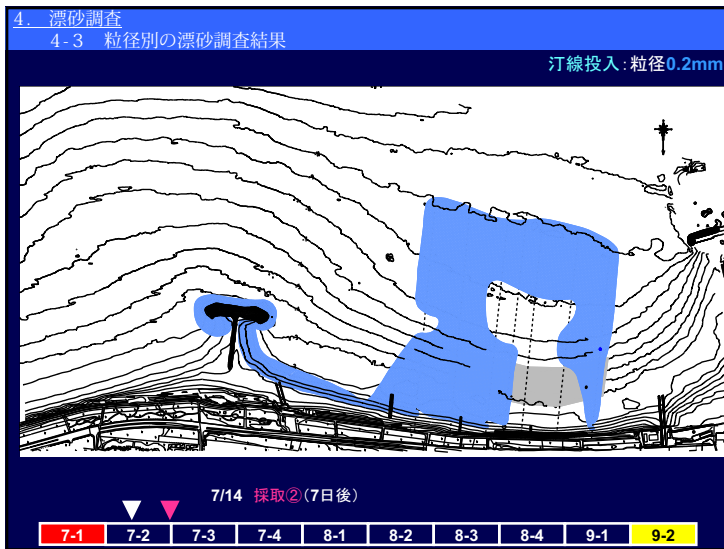 4. 漂砂調査
4-3 粒径別の漂砂調査結果
汀線投入:粒径0.2mm
7/14 採取②(7日後)
7-1 7-2 7-3 7-4 8-1 8-2 8-3 8-4 9-1 9-2